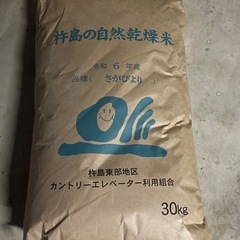 杵島の自然乾燥米
令和 6 年産
品種( さがびより )
杵島東部地区
カントリーエレベーター利用組合
30kg